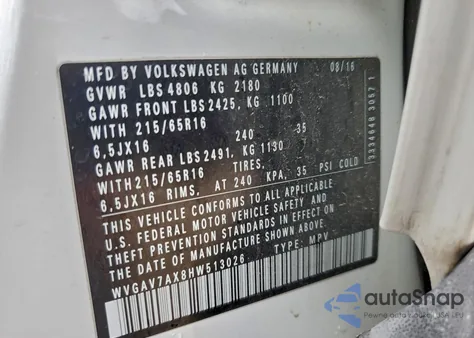 MFD BY VOLKSWAGEN AG GERMANY 08/16
GVWR LBS 4806 KG 2180
GAWR FRONT LBS 2425, KG 1100
WITH 215/65R16
6,5JX16 240 35
GAWR REAR LBS 2491, KG 1130
WITH 215/65R16 TIRES,
6,5JX16 RIMS, AT 240 KPA, 35 PSI COLD
THIS VEHICLE CONFORMS TO ALL APPLICABLE
U.S. FEDERAL MOTOR VEHICLE SAFETY AND
THEFT PREVENTION STANDARDS IN EFFECT ON
THE DATE OF MANUFACTURE SHOWN ABOVE
WVGAV7AX8HW513026 TYPE: MPV
3334648 3057 1
autoSnap